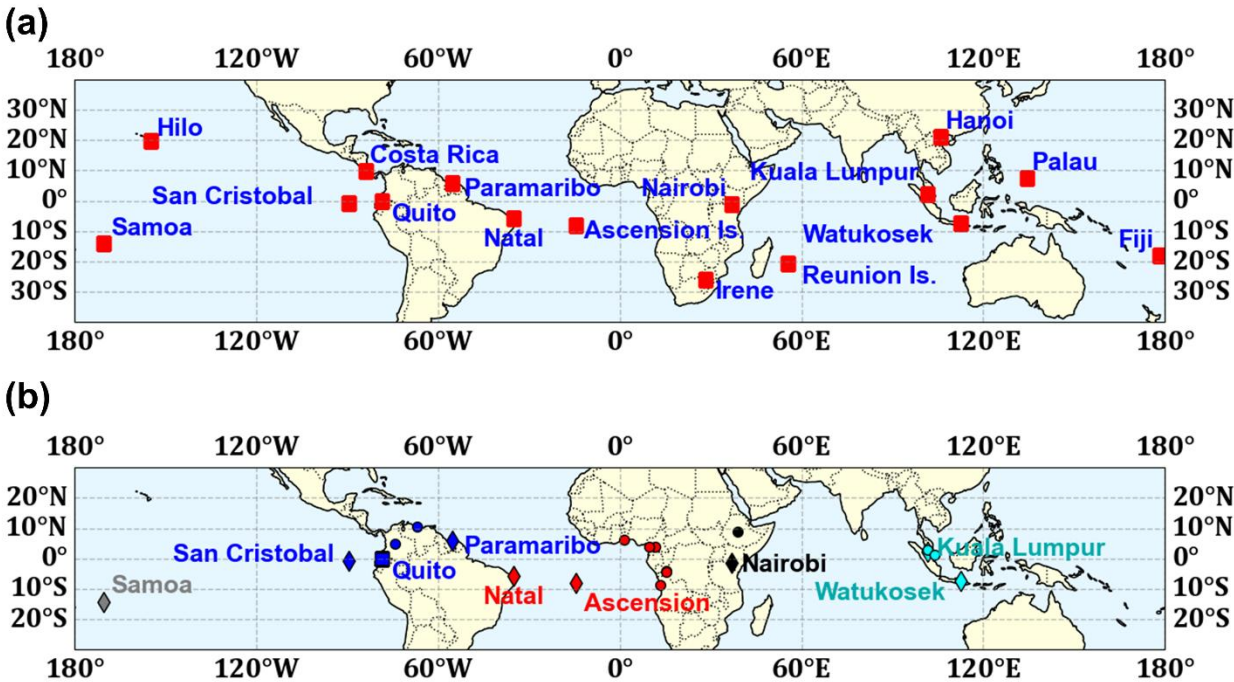 (a)
180° 120°W 60°W 0° 60°E 120°E 180°
30°N 30°N
20°N Hilo Hanoi 20°N
10°N Costa Rica Kuala Lumpur Palau 10°N
0° San Cristobal Paramaribo Nairobi 0°
10°S Samoa Quito Natal Ascension Is. Watukosek Fiji 10°S
20°S Reunion Is. 20°S
30°S Irene 30°S
180° 120°W 60°W 0° 60°E 120°E 180°
(b)
180° 120°W 60°W 0° 60°E 120°E 180°
20°N 20°N
10°N 10°N
0° San Cristobal Paramaribo Nairobi Kuala Lumpur 0°
10°S Samoa Quito Natal Ascension Watukosek 10°S
20°S 20°S
180° 120°W 60°W 0° 60°E 120°E 180°